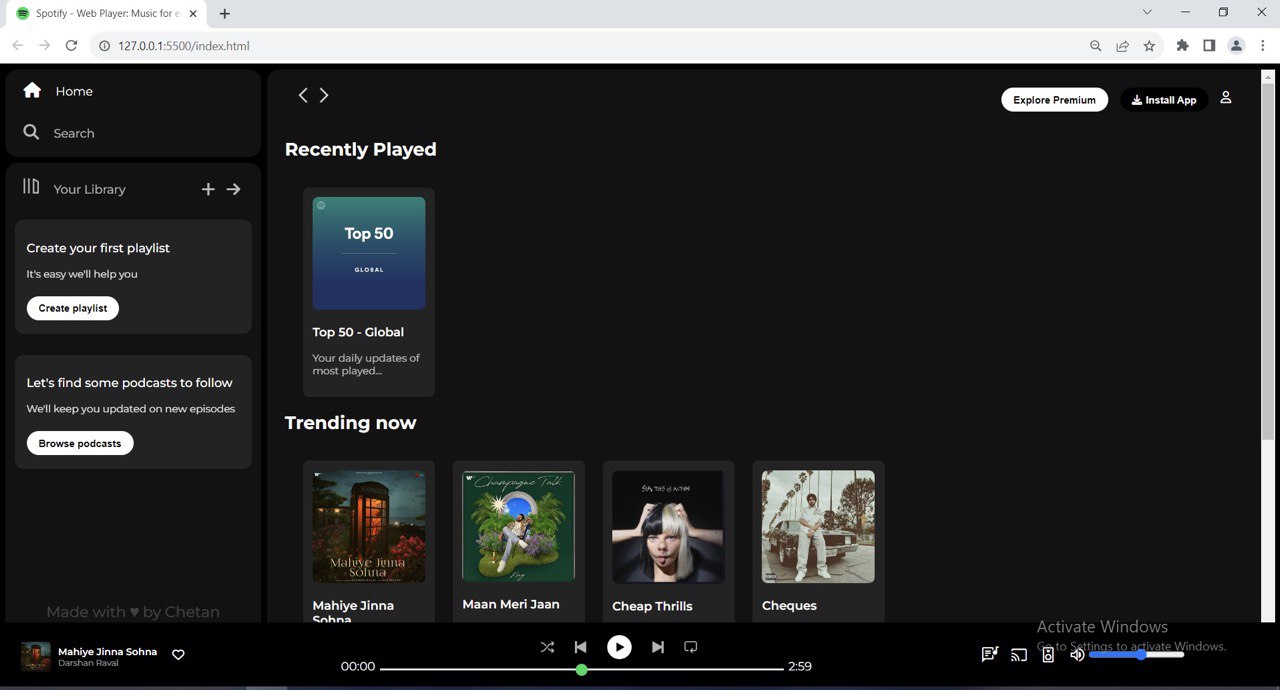 Spotify - Web Player: Music for e
127.0.0.1:5500/index.html
Home
Search
Your Library
Create your first playlist
It's easy we'll help you
Create playlist
Let's find some podcasts to follow
We'll keep you updated on new episodes
Browse podcasts
Made with ♥ by Chetan
Explore Premium
Install App
Recently Played
Top 50
GLOBAL
Top 50 - Global
Your daily updates of
most played...
Trending now
Mahiye Jinna
Sohna
Mahiye Jinna
Sohna
Champagne Talk
King
Maan Meri Jaan
SIA THIS IS ACTING
Cheap Thrills
Cheques
Activate Windows
Go to Settings to activate Windows.
Mahiye Jinna Sohna
Darshan Raval
00:00
2:59